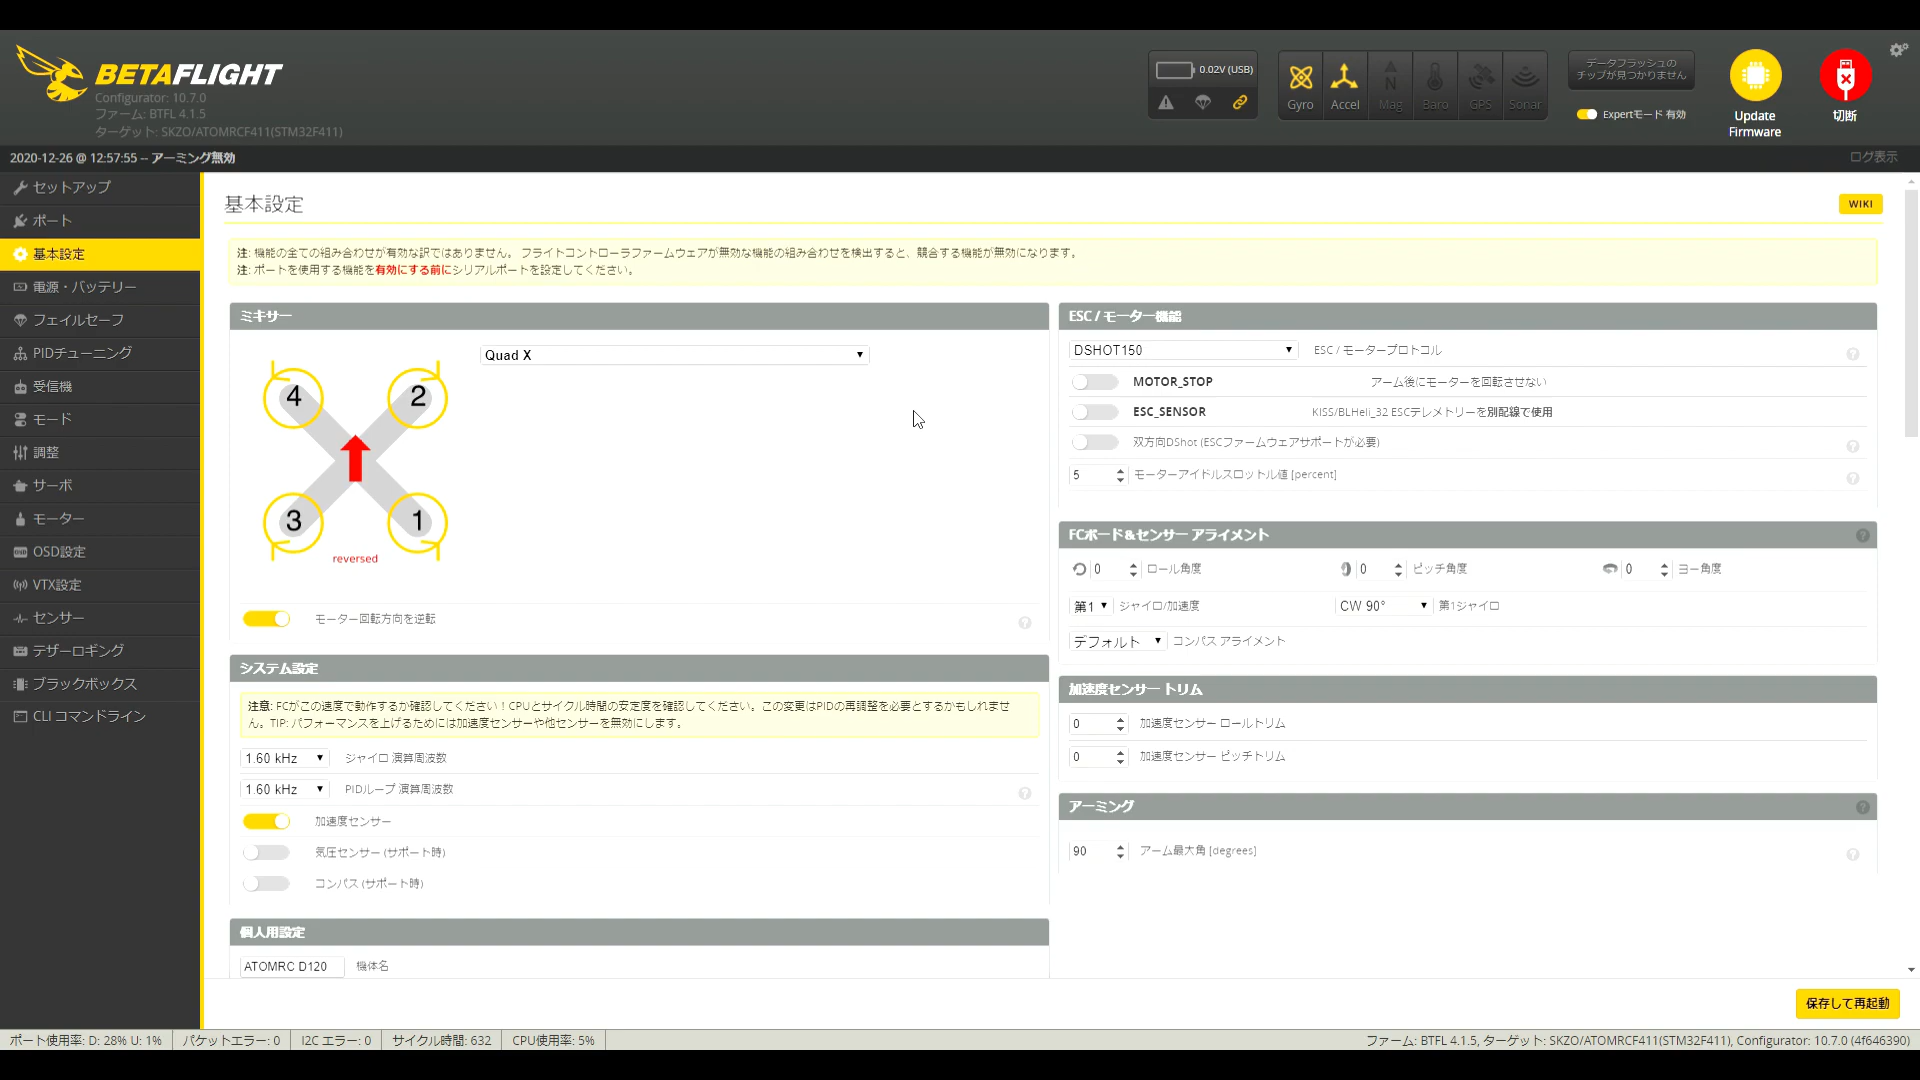 BETAFLIGHT
Configurator: 10.7.0
ファーム: BTFL 4.1.5
ターゲット: SKZO/ATOMRCF411(STM32F411)
0.02V (USB)
Gyro
Accel
Mag
Baro
GPS
Sonar
データフラッシュの
チップが見つかりません
Expertモード 有効
Update
Firmware
切断
2020-12-26 @ 12:57:55 -- アーミング無効
ログ表示
セットアップ
ポート
基本設定
電源・バッテリー
フェイルセーフ
PIDチューニング
受信機
モード
調整
サーボ
モーター
OSD設定
VTX設定
センサー
テザーロギング
ブラックボックス
CLI コマンドライン
基本設定
WIKI
注: 機能の全ての組み合わせが有効な訳ではありません。 フライトコントローラファームウェアが無効な機能の組み合わせを検出すると、競合する機能が無効になります。
注: ポートを使用する機能を有効にする前にシリアルポートを設定してください。
ミキサー
Quad X
4
2
3
1
reversed
モーター回転方向を逆転
システム設定
注意: FCがこの速度で動作するか確認してください！CPUとサイクル時間の安定度を確認してください。この変更はPIDの再調整を必要とするかもしれませ
ん。TIP: パフォーマンスを上げるためには加速度センサーや他センサーを無効にします。
1.60 kHz ジャイロ 演算周波数
1.60 kHz PIDループ 演算周波数
加速度センサー
気圧センサー (サポート時)
コンパス (サポート時)
個人用設定
ATOMRC D120 機体名
ESC / モーター機能
DSHOT150 ESC / モータープロトコル
MOTOR_STOP アーム後にモーターを回転させない
ESC_SENSOR KISS/BLHeli_32 ESCテレメトリーを別配線で使用
双方向DShot (ESCファームウェアサポートが必要)
5 モーターアイドルスロットル値 [percent]
FCボード＆センサー アライメント
0 ロール角度 0 ピッチ角度 0 ヨー角度
第1 ジャイロ/加速度 CW 90° 第1ジャイロ
デフォルト コンパス アライメント
加速度センサー トリム
0 加速度センサー ロールトリム
0 加速度センサー ピッチトリム
アーミング
90 アーム最大角 [degrees]
保存して再起動
ポート使用率: D: 28% U: 1% パケットエラー: 0 I2C エラー: 0 サイクル時間: 632 CPU使用率: 5% ファーム: BTFL 4.1.5, ターゲット: SKZO/ATOMRCF411(STM32F411), Configurator: 10.7.0 (4f646390)